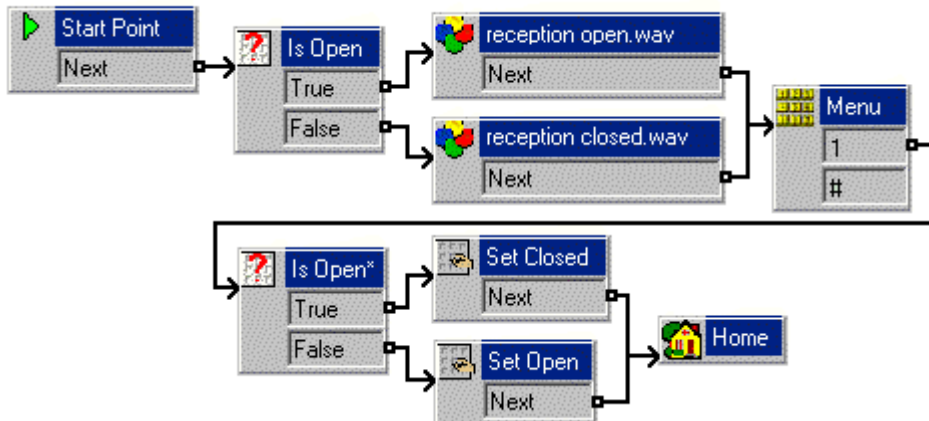 Start Point
Next
Is Open
True
False
reception open.wav
Next
reception closed.wav
Next
Menu
1
#
Is Open*
True
False
Set Closed
Next
Set Open
Next
Home